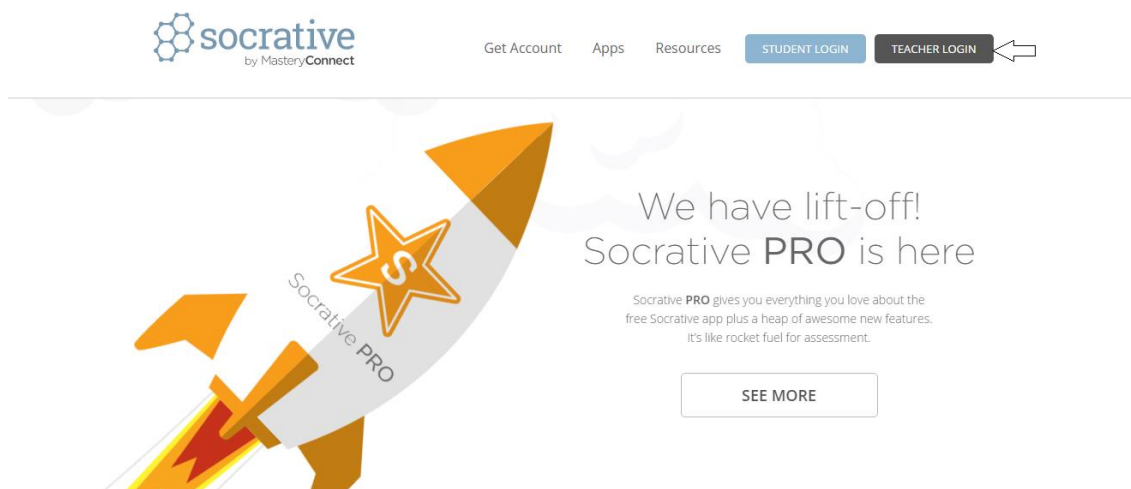 socrative
by MasteryConnect
Get Account Apps Resources STUDENT LOGIN TEACHER LOGIN
S
Socrative PRO
We have lift-off!
Socrative PRO is here
Socrative PRO gives you everything you love about the
free Socrative app plus a heap of awesome new features.
it's like rocket fuel for assessment.
SEE MORE